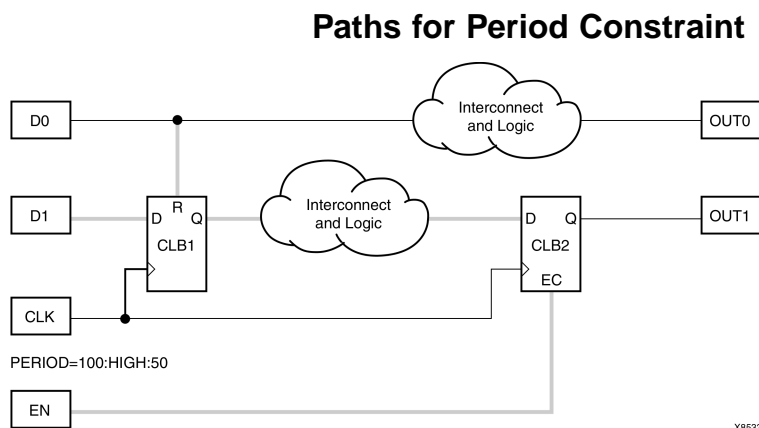 Paths for Period Constraint
Interconnect
and Logic
D0
OUT0
D1
R
D
Q
CLB1
Interconnect
and Logic
D
Q
CLB2
EC
OUT1
CLK
PERIOD=100:HIGH:50
EN